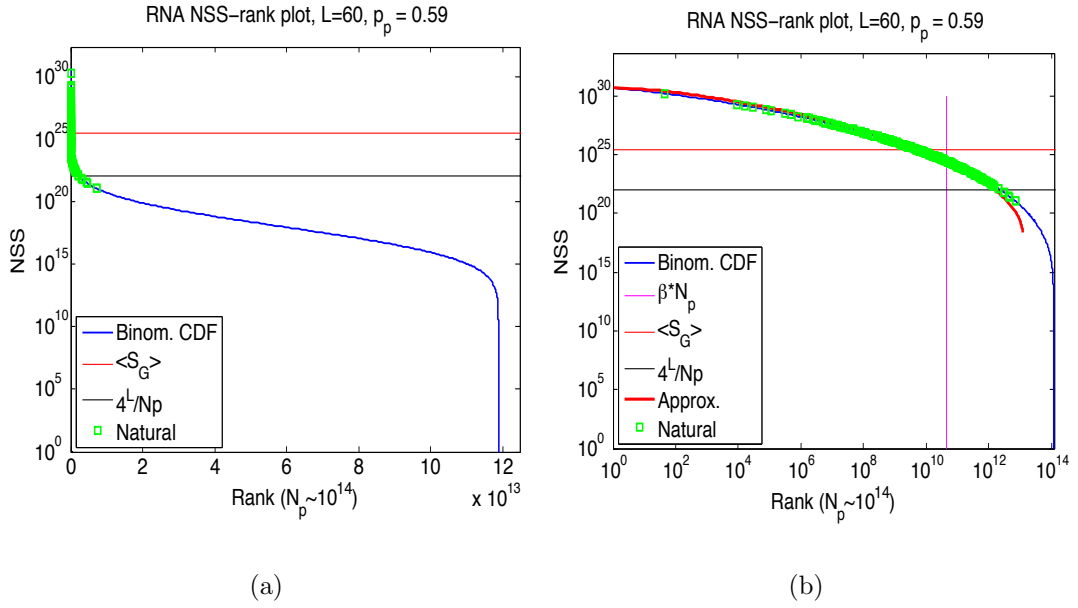 RNA NSS−rank plot, L=60, p_p = 0.59
NSS
10^30
10^25
10^20
10^15
10^10
10^5
10^0
Binom. CDF
<S_G>
4^L/Np
Natural
0 2 4 6 8 10 12
x 10^13
Rank (N_p~10^14)
(a)
RNA NSS−rank plot, L=60, p_p = 0.59
NSS
10^30
10^25
10^20
10^15
10^10
10^5
10^0
Binom. CDF
β*N_p
<S_G>
4^L/Np
Approx.
Natural
10^0 10^2 10^4 10^6 10^8 10^10 10^12 10^14
Rank (N_p~10^14)
(b)